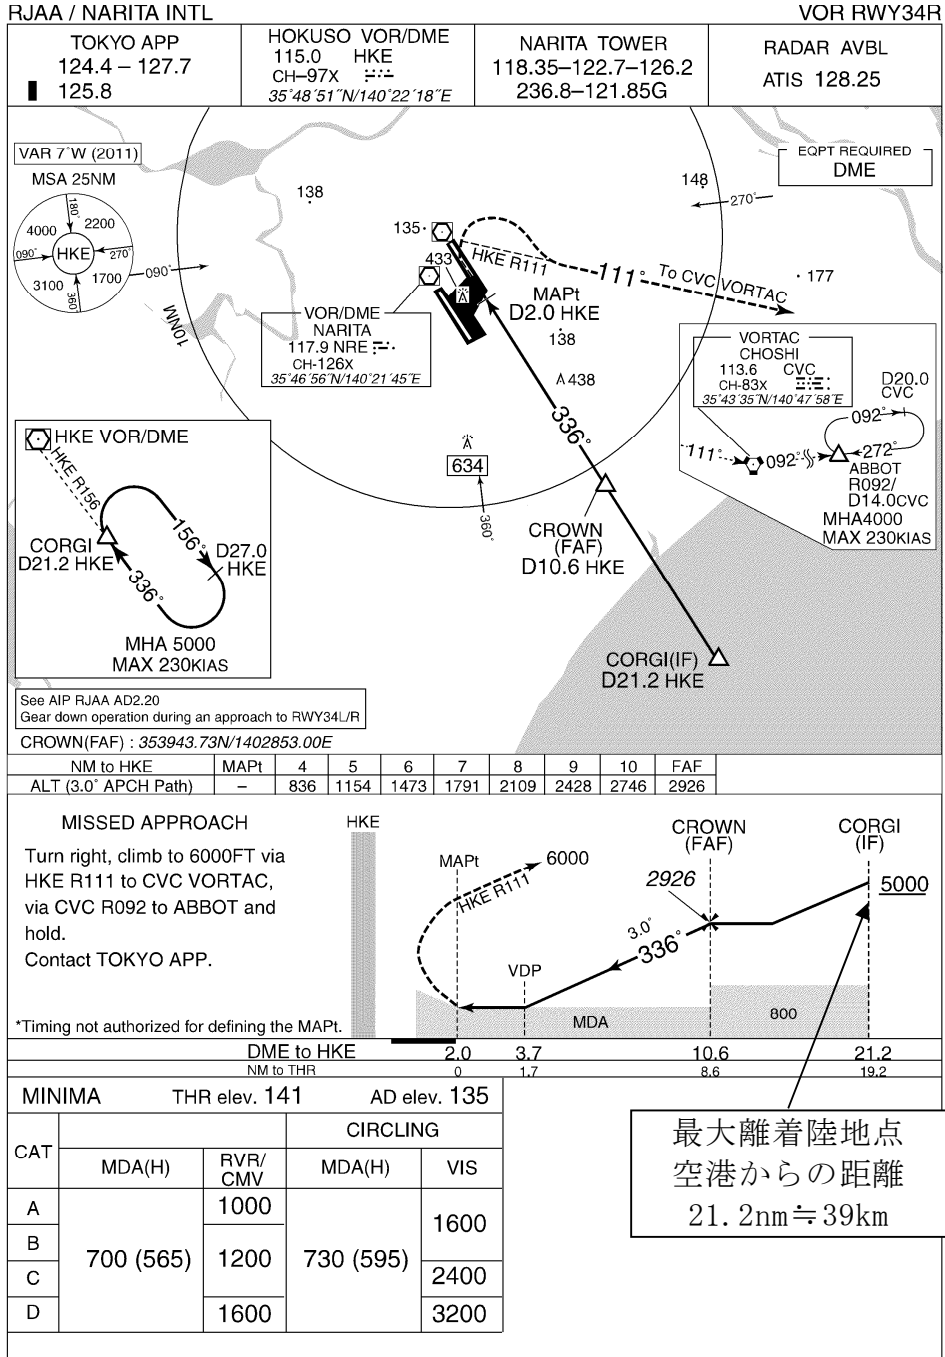 RJAA / NARITA INTL
VOR RWY34R
TOKYO APP
124.4 – 127.7
125.8
HOKUSO VOR/DME
115.0 HKE
CH–97X
35°48´51˝N/140°22´18˝E
NARITA TOWER
118.35–122.7–126.2
236.8–121.85G
RADAR AVBL
ATIS 128.25
VAR 7°W (2011)
MSA 25NM
180°
4000
2200
090°
HKE
270°
3100
1700
360°
090°
10NM
138
148
270°
EQPT REQUIRED
DME
135
433
HKE R111
111°
To CVC VORTAC
177
MAPt
D2.0 HKE
138
438
VOR/DME
NARITA
117.9 NRE
CH-126X
35°46´56˝N/140°21´45˝E
VORTAC
CHOSHI
113.6 CVC
CH-83X
35°43´35˝N/140°47´58˝E
D20.0
CVC
092°
111°
092°
272°
ABBOT
R092/
D14.0CVC
MHA4000
MAX 230KIAS
336°
634
360°
CROWN
(FAF)
D10.6 HKE
CORGI(IF)
D21.2 HKE
HKE VOR/DME
HKE R156
156°
CORGI
D21.2 HKE
D27.0
HKE
336°
MHA 5000
MAX 230KIAS
See AIP RJAA AD2.20
Gear down operation during an approach to RWY34L/R
CROWN(FAF) : 353943.73N/1402853.00E
NM to HKE MAPt 4 5 6 7 8 9 10 FAF
ALT (3.0° APCH Path) – 836 1154 1473 1791 2109 2428 2746 2926
MISSED APPROACH
Turn right, climb to 6000FT via
HKE R111 to CVC VORTAC,
via CVC R092 to ABBOT and
hold.
Contact TOKYO APP.
*Timing not authorized for defining the MAPt.
HKE
MAPt
6000
HKE R111
VDP
2926
3.0°
336°
CROWN
(FAF)
CORGI
(IF)
5000
MDA
800
DME to HKE 2.0 3.7 10.6 21.2
NM to THR 0 1.7 8.6 19.2
MINIMA THR elev. 141 AD elev. 135
CAT
CIRCLING
MDA(H)
RVR/
CMV
MDA(H)
VIS
A
1000
1600
B
700 (565)
1200
730 (595)
C
2400
D
1600
3200
最大離着陸地点
空港からの距離
21.2nm≒39km